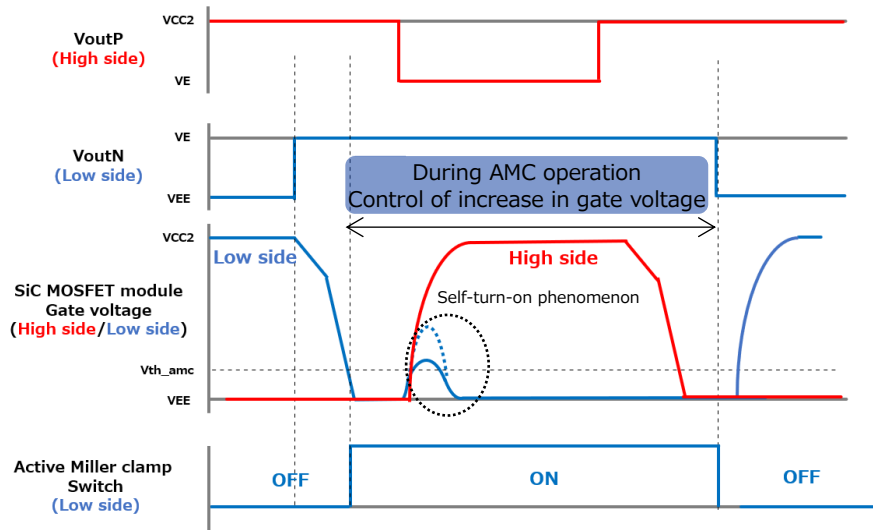 VCC2
VoutP
(High side)
VE
VE
VoutN
(Low side)
VEE
During AMC operation
Control of increase in gate voltage
VCC2
Low side
High side
SiC MOSFET module
Gate voltage
(High side/Low side)
Self-turn-on phenomenon
Vth_amc
VEE
Active Miller clamp
Switch
(Low side)
OFF
ON
OFF